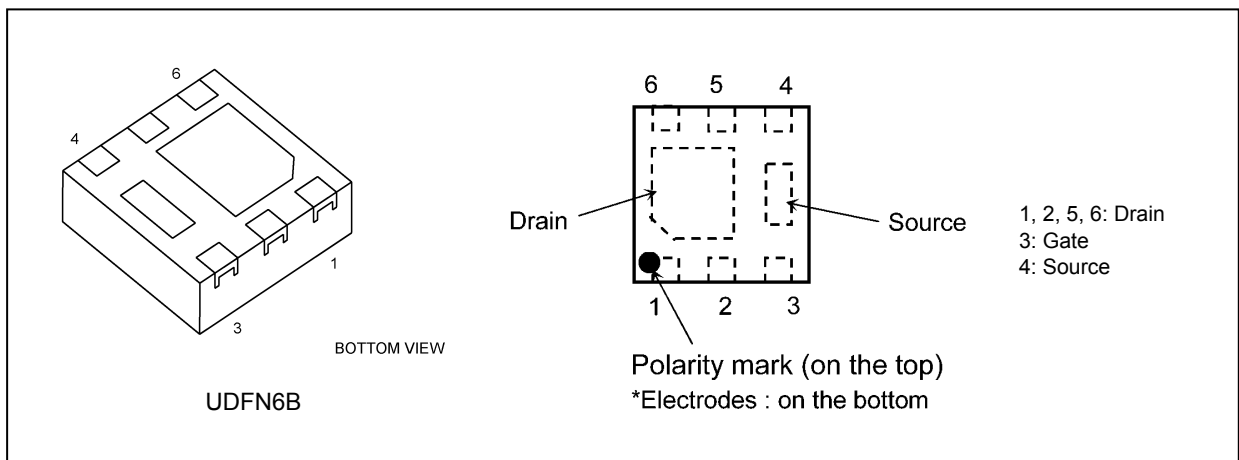 6
4
1
3
BOTTOM VIEW
UDFN6B
6 5 4
Drain
Source
1 2 3
Polarity mark (on the top)
*Electrodes : on the bottom
1, 2, 5, 6: Drain
3: Gate
4: Source